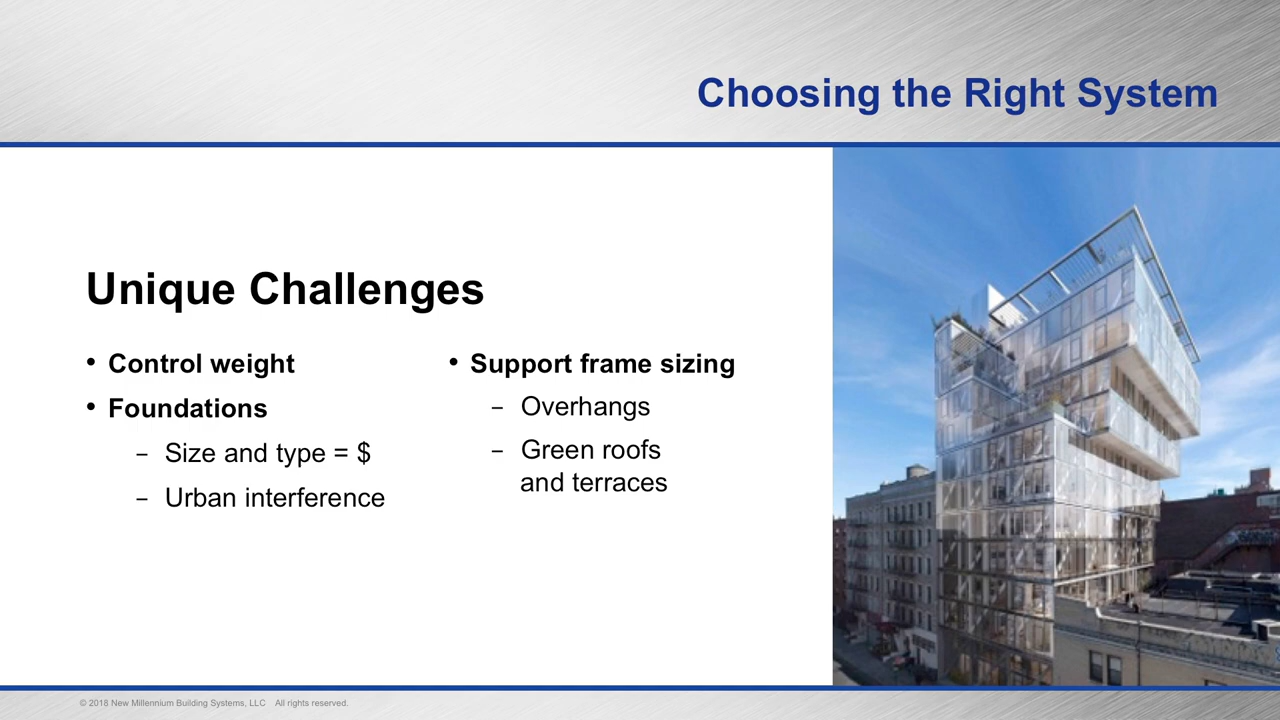 Choosing the Right System
Unique Challenges
• Control weight
• Foundations
– Size and type = $
– Urban interference
• Support frame sizing
– Overhangs
– Green roofs
and terraces
© 2018 New Millennium Building Systems, LLC All rights reserved.